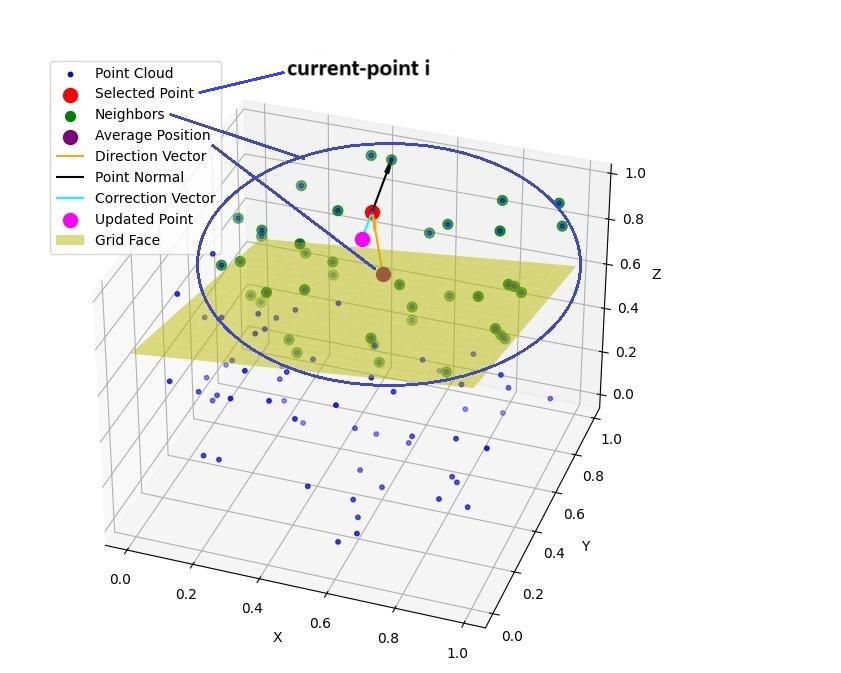 current-point i
Point Cloud
Selected Point
Neighbors
Average Position
Direction Vector
Point Normal
Correction Vector
Updated Point
Grid Face
1.0
0.8
0.6
Z
0.4
0.2
0.0
1.0
0.8
0.6
0.4
Y
0.2
0.0
0.0
0.2
0.4
0.6
0.8
1.0
X